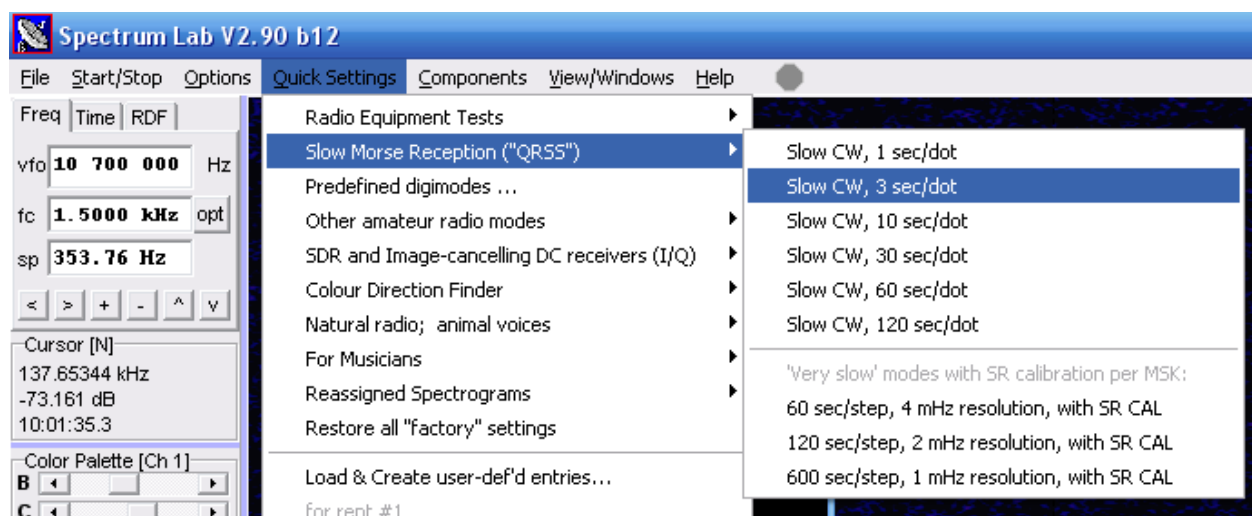 Spectrum Lab V2.90 b12
File Start/Stop Options Quick Settings Components View/Windows Help
Freq Time RDF
vfo 10 700 000 Hz
fc 1.5000 kHz opt
sp 353.76 Hz
< > + - ^ v
Cursor [N]
137.65344 kHz
-73.161 dB
10:01:35.3
Color Palette [Ch 1]
B
C
Radio Equipment Tests
Slow Morse Reception ("QRSS")
Predefined digimodes ...
Other amateur radio modes
SDR and Image-cancelling DC receivers (I/Q)
Colour Direction Finder
Natural radio; animal voices
For Musicians
Reassigned Spectrograms
Restore all "factory" settings
Load & Create user-def'd entries...
for rent #1
Slow CW, 1 sec/dot
Slow CW, 3 sec/dot
Slow CW, 10 sec/dot
Slow CW, 30 sec/dot
Slow CW, 60 sec/dot
Slow CW, 120 sec/dot
'Very slow' modes with SR calibration per MSK:
60 sec/step, 4 mHz resolution, with SR CAL
120 sec/step, 2 mHz resolution, with SR CAL
600 sec/step, 1 mHz resolution, with SR CAL